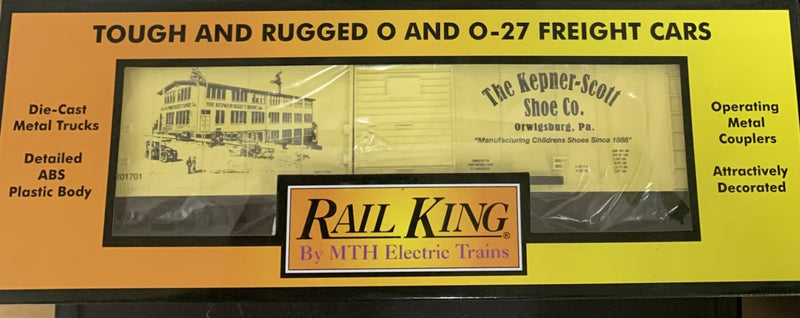 TOUGH AND RUGGED O AND O-27 FREIGHT CARS
Die-Cast
Metal Trucks
Detailed
ABS
Plastic Body
THE KEPNER SCOTT SHOE Co.
201701
The Kepner-Scott
Shoe Co.
Orwigsburg, Pa.
"Manufacturing Childrens Shoes Since 1888"
Operating
Metal
Couplers
Attractively
Decorated
RAIL KING®
By MTH Electric Trains